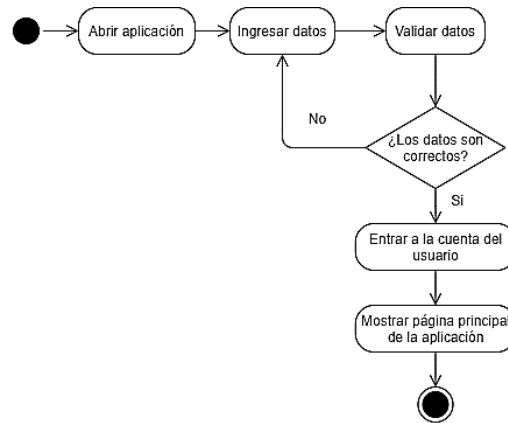 Abrir aplicación
Ingresar datos
Validar datos
No
¿Los datos son
correctos?
Si
Entrar a la cuenta del
usuario
Mostrar página principal
de la aplicación